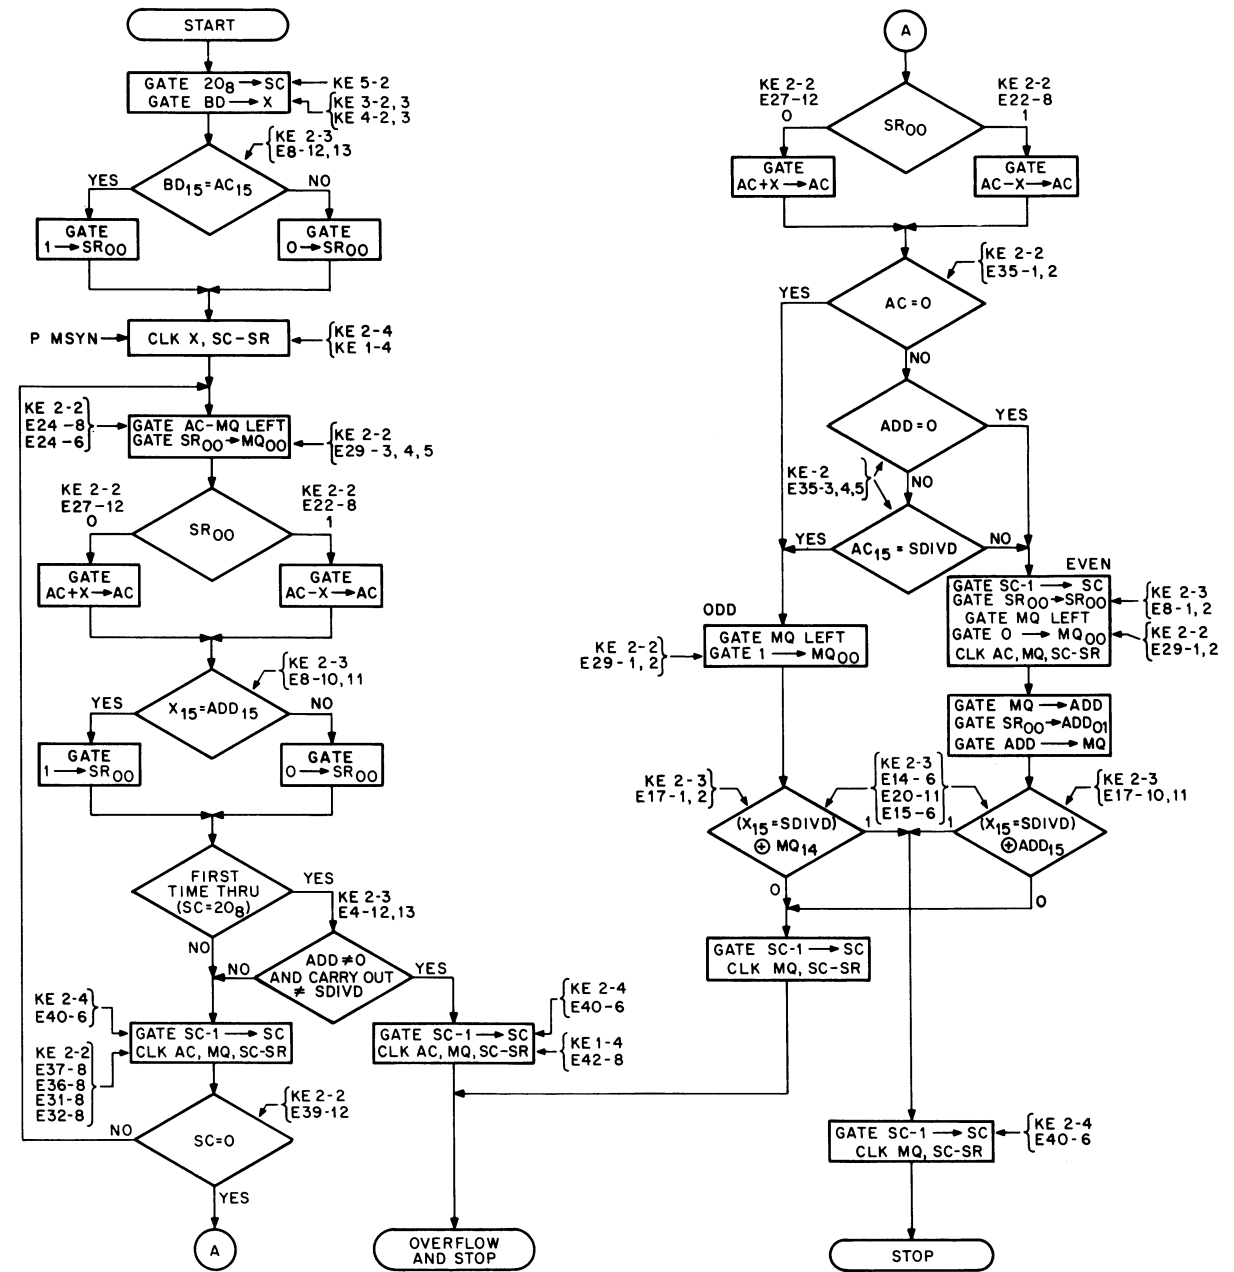 START
GATE 20₈ → SC
GATE BD → X
KE 5-2
KE 3-2, 3
KE 4-2, 3
KE 2-3
E8-12, 13
BD₁₅=AC₁₅
YES
NO
GATE
1→SR₀₀
GATE
0→SR₀₀
P MSYN
CLK X, SC-SR
KE 2-4
KE 1-4
KE 2-2
E24-8
E24-6
GATE AC-MQ LEFT
GATE SR₀₀→MQ₀₀
KE 2-2
E29-3, 4, 5
KE 2-2
E27-12
0
SR₀₀
KE 2-2
E22-8
1
GATE
AC+X→AC
GATE
AC-X→AC
KE 2-3
E8-10, 11
X₁₅=ADD₁₅
YES
NO
GATE
1→SR₀₀
GATE
0→SR₀₀
FIRST
TIME THRU
(SC=20₈)
YES
NO
KE 2-3
E4-12, 13
ADD ≠ 0
AND CARRY OUT
≠ SDIVD
NO
YES
KE 2-4
E40-6
KE 2-2
E37-8
E36-8
E31-8
E32-8
GATE SC-1 → SC
CLK AC, MQ, SC-SR
GATE SC-1 → SC
CLK AC, MQ, SC-SR
KE 2-4
E40-6
KE 1-4
E42-8
KE 2-2
E39-12
SC=0
NO
YES
A
OVERFLOW
AND STOP
A
KE 2-2
E27-12
0
SR₀₀
KE 2-2
E22-8
1
GATE
AC+X→AC
GATE
AC-X→AC
KE 2-2
E35-1, 2
AC=0
YES
NO
ADD=0
YES
NO
KE-2
E35-3, 4, 5
AC₁₅=SDIVD
YES
NO
EVEN
GATE SC-1 → SC
GATE SR₀₀→SR₀₀
GATE MQ LEFT
GATE 0 → MQ₀₀
CLK AC, MQ, SC-SR
KE 2-3
E8-1, 2
KE 2-2
E29-1, 2
ODD
GATE MQ LEFT
GATE 1 → MQ₀₀
KE 2-2
E29-1, 2
GATE MQ → ADD
GATE SR₀₀→ADD₀₁
GATE ADD → MQ
KE 2-3
E17-1, 2
KE 2-3
E14-6
E20-11
E15-6
KE 2-3
E17-10, 11
(X₁₅=SDIVD)
⊕ MQ₁₄
1
0
(X₁₅=SDIVD)
⊕ADD₁₅
1
0
GATE SC-1 → SC
CLK MQ, SC-SR
GATE SC-1 → SC
CLK MQ, SC-SR
KE 2-4
E40-6
STOP